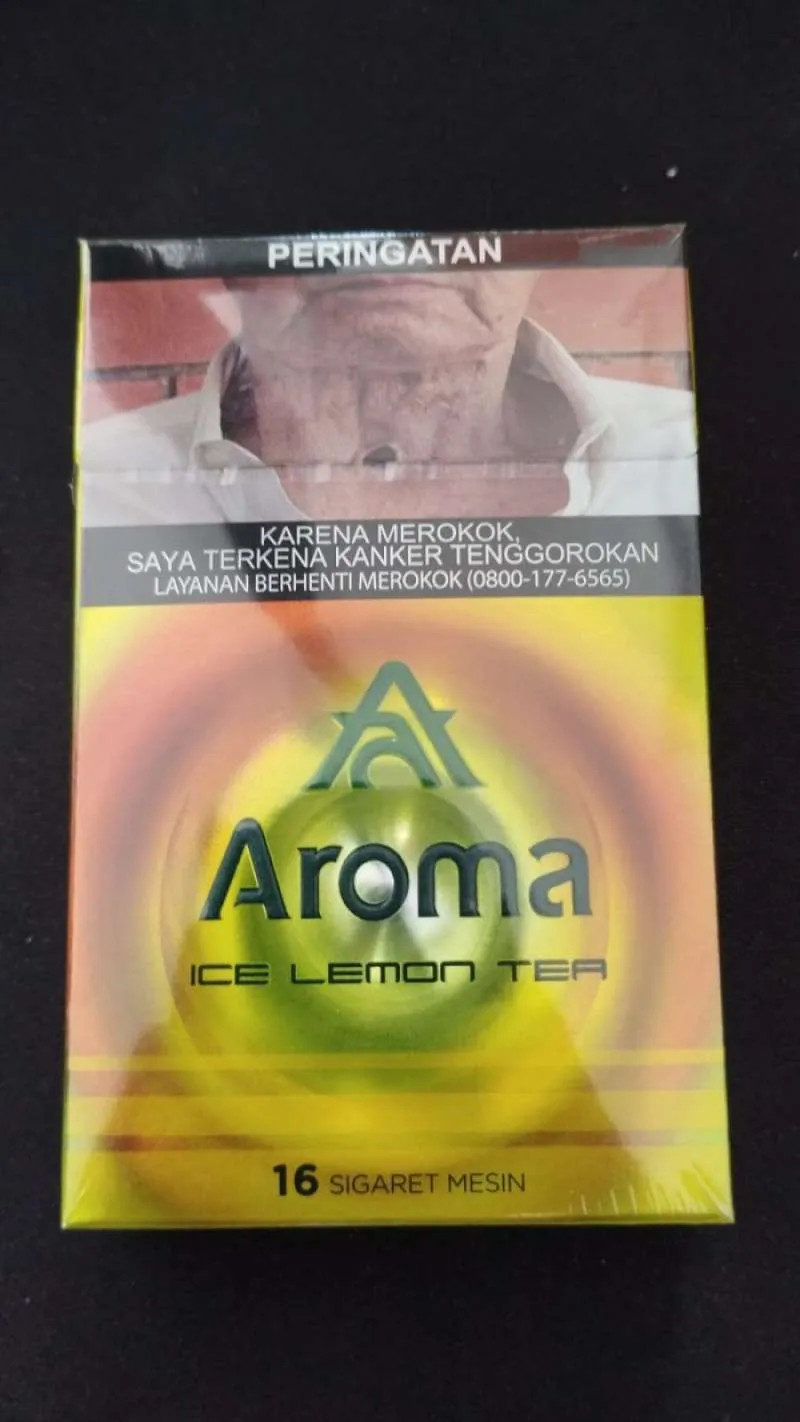 PERINGATAN
KARENA MEROKOK,
SAYA TERKENA KANKER TENGGOROKAN
LAYANAN BERHENTI MEROKOK (0800-177-6565)
Aroma
ICE LEMON TEA
16 SIGARET MESIN